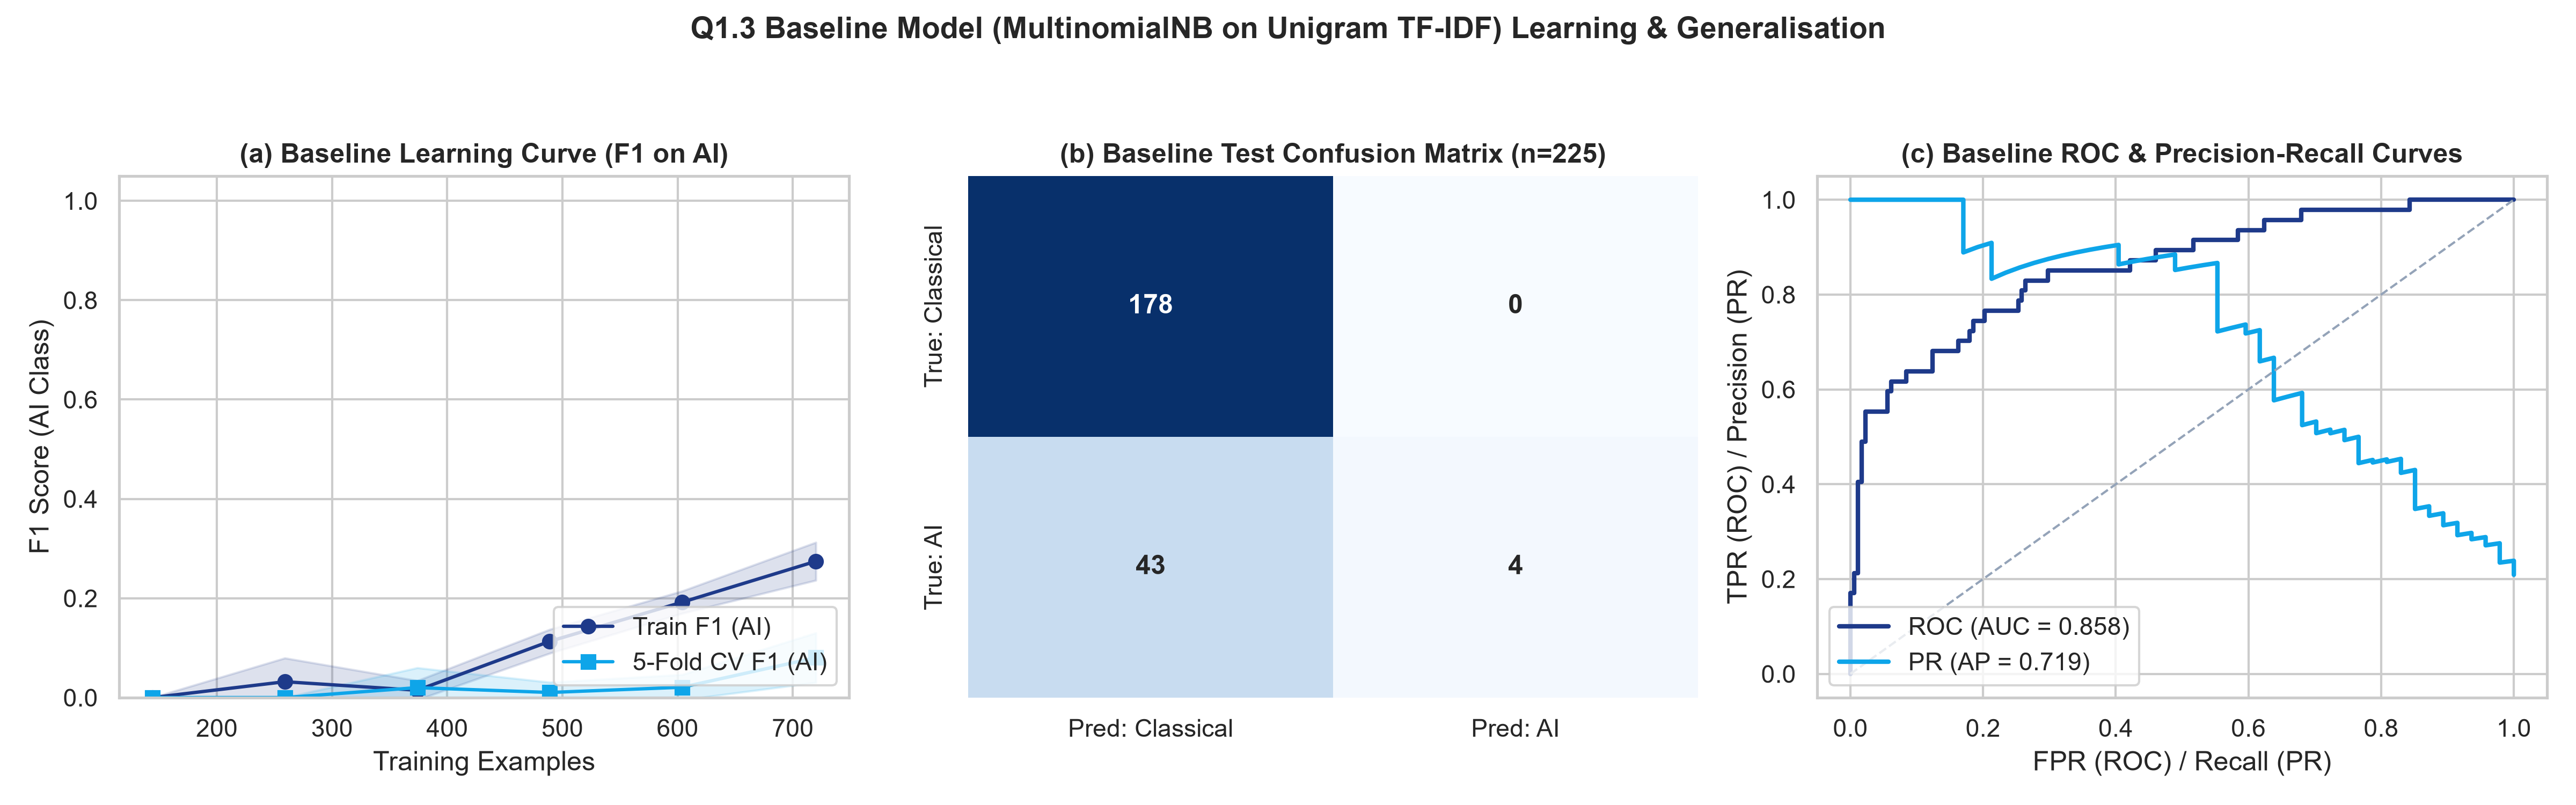 Q1.3 Baseline Model (MultinomialNB on Unigram TF-IDF) Learning & Generalisation
(a) Baseline Learning Curve (F1 on AI)
F1 Score (AI Class)
1.0
0.8
0.6
0.4
0.2
0.0
200 300 400 500 600 700
Training Examples
Train F1 (AI)
5-Fold CV F1 (AI)
(b) Baseline Test Confusion Matrix (n=225)
True: Classical
True: AI
178 0
43 4
Pred: Classical Pred: AI
(c) Baseline ROC & Precision-Recall Curves
TPR (ROC) / Precision (PR)
1.0
0.8
0.6
0.4
0.2
0.0
0.0 0.2 0.4 0.6 0.8 1.0
FPR (ROC) / Recall (PR)
ROC (AUC = 0.858)
PR (AP = 0.719)